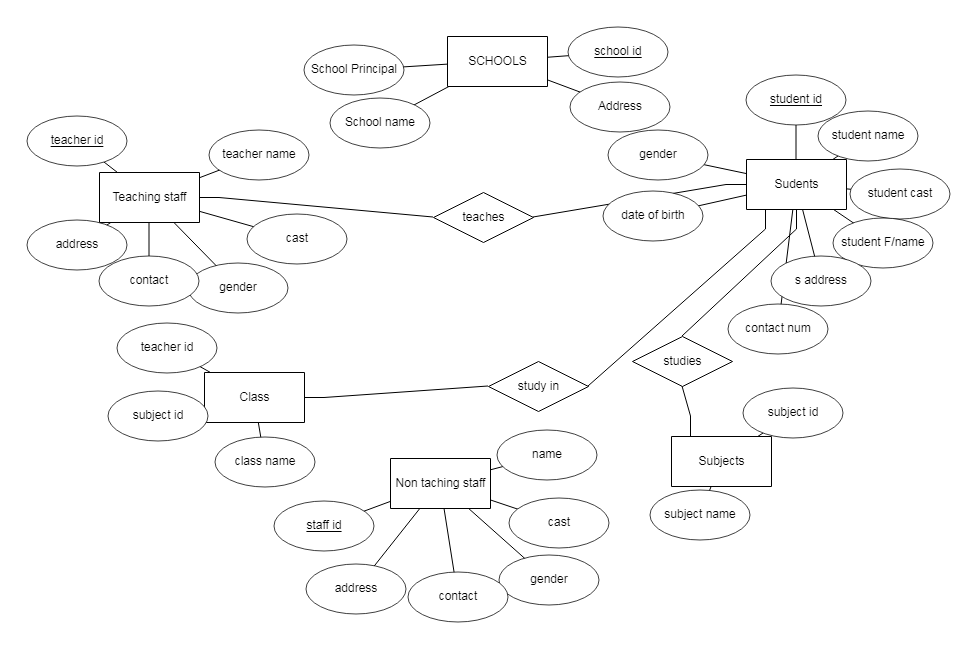 SCHOOLS
school id
School Principal
Address
School name
student id
student name
gender
teacher id
teacher name
Sudents
student cast
Teaching staff
date of birth
teaches
cast
student F/name
address
contact
gender
s address
contact num
teacher id
studies
study in
Class
subject id
subject id
class name
name
Subjects
Non taching staff
subject name
staff id
cast
gender
address
contact